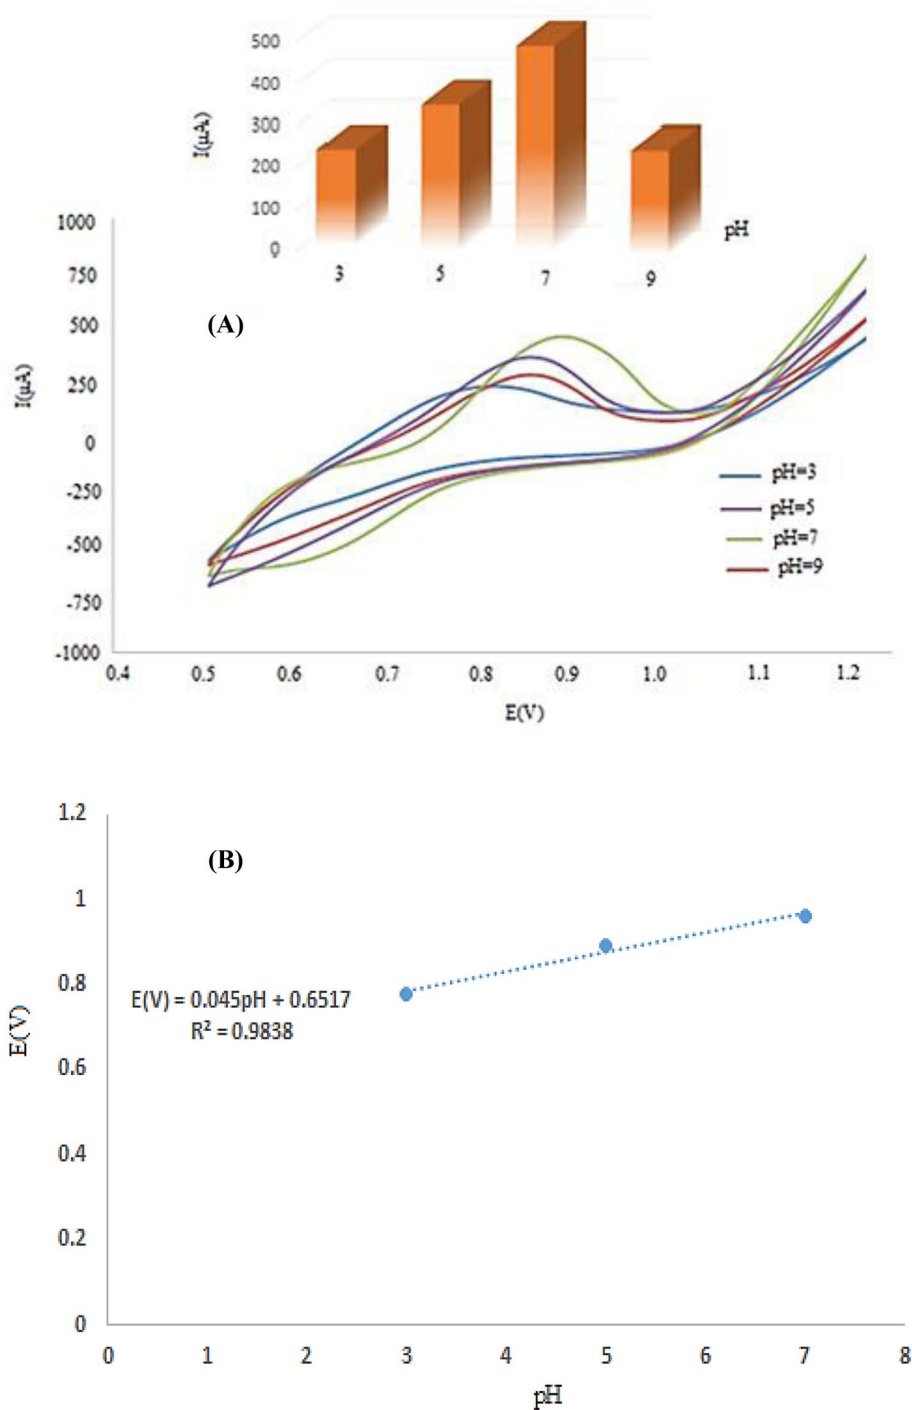 500
400
300
200
100
0
I(µA)
3
5
7
9
pH
(A)
1000
750
500
250
0
-250
-500
-750
-1000
I(µA)
pH=3
pH=5
pH=7
pH=9
0.4 0.5 0.6 0.7 0.8 0.9 1.0 1.1 1.2
E(V)
(B)
1.2
1
0.8
0.6
0.4
0.2
0
E(V)
E(V) = 0.045pH + 0.6517
R² = 0.9838
0 1 2 3 4 5 6 7 8
pH